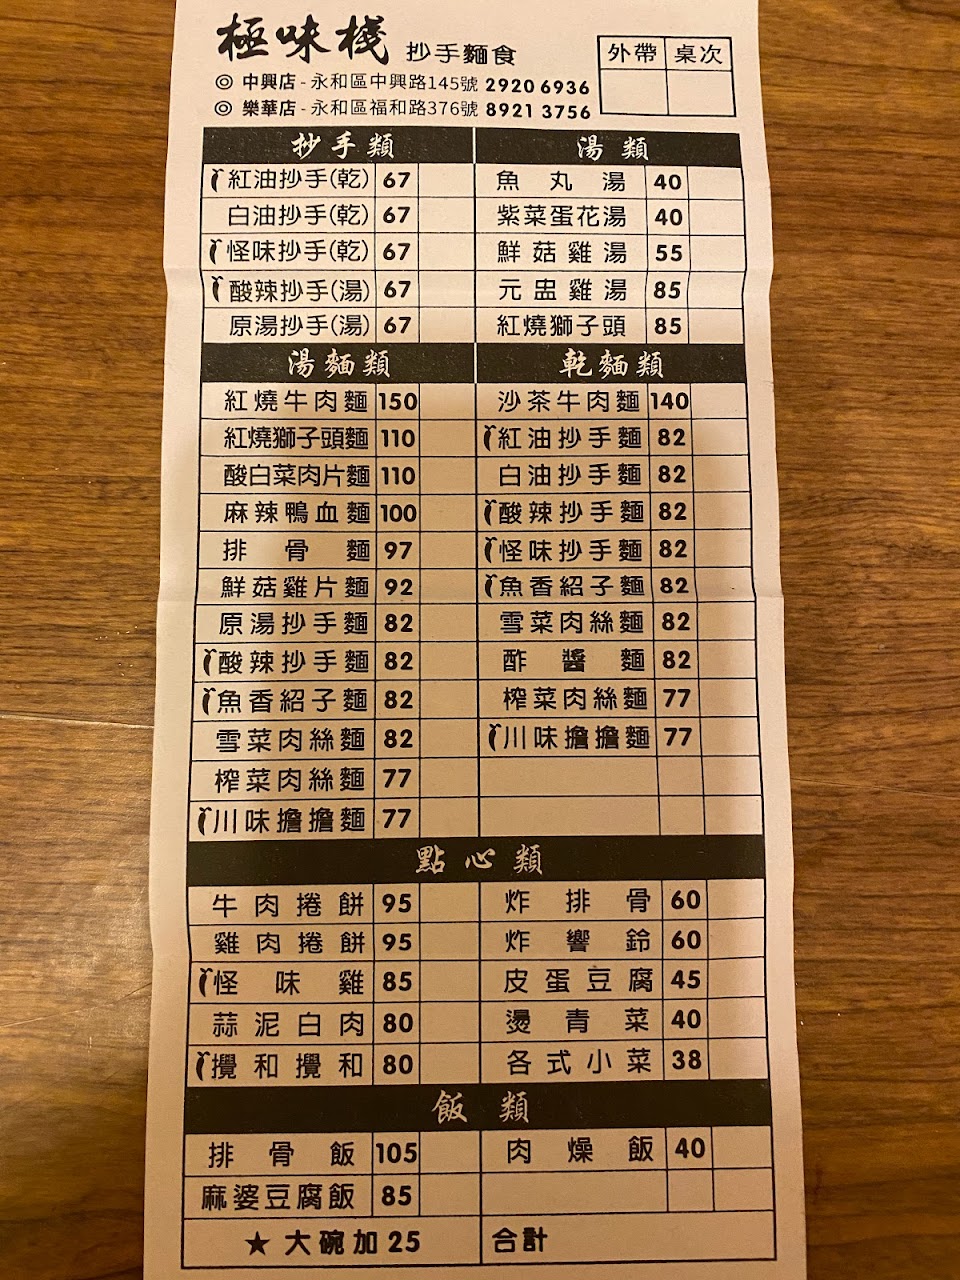 極味棧 抄手麵食
◎ 中興店 - 永和區中興路145號 2920 6936
◎ 樂華店 - 永和區福和路376號 8921 3756
外帶 桌次
抄手類
紅油抄手(乾) 67
白油抄手(乾) 67
怪味抄手(乾) 67
酸辣抄手(湯) 67
原湯抄手(湯) 67
湯類
魚丸湯 40
紫菜蛋花湯 40
鮮菇雞湯 55
元盅雞湯 85
紅燒獅子頭 85
湯麵類
紅燒牛肉麵 150
紅燒獅子頭麵 110
酸白菜肉片麵 110
麻辣鴨血麵 100
排骨麵 97
鮮菇雞片麵 92
原湯抄手麵 82
酸辣抄手麵 82
魚香紹子麵 82
雪菜肉絲麵 82
榨菜肉絲麵 77
川味擔擔麵 77
乾麵類
沙茶牛肉麵 140
紅油抄手麵 82
白油抄手麵 82
酸辣抄手麵 82
怪味抄手麵 82
魚香紹子麵 82
雪菜肉絲麵 82
酢醬麵 82
榨菜肉絲麵 77
川味擔擔麵 77
點心類
牛肉捲餅 95
雞肉捲餅 95
怪味雞 85
蒜泥白肉 80
攪和攪和 80
炸排骨 60
炸響鈴 60
皮蛋豆腐 45
燙青菜 40
各式小菜 38
飯類
排骨飯 105
麻婆豆腐飯 85
肉燥飯 40
★ 大碗加 25
合計